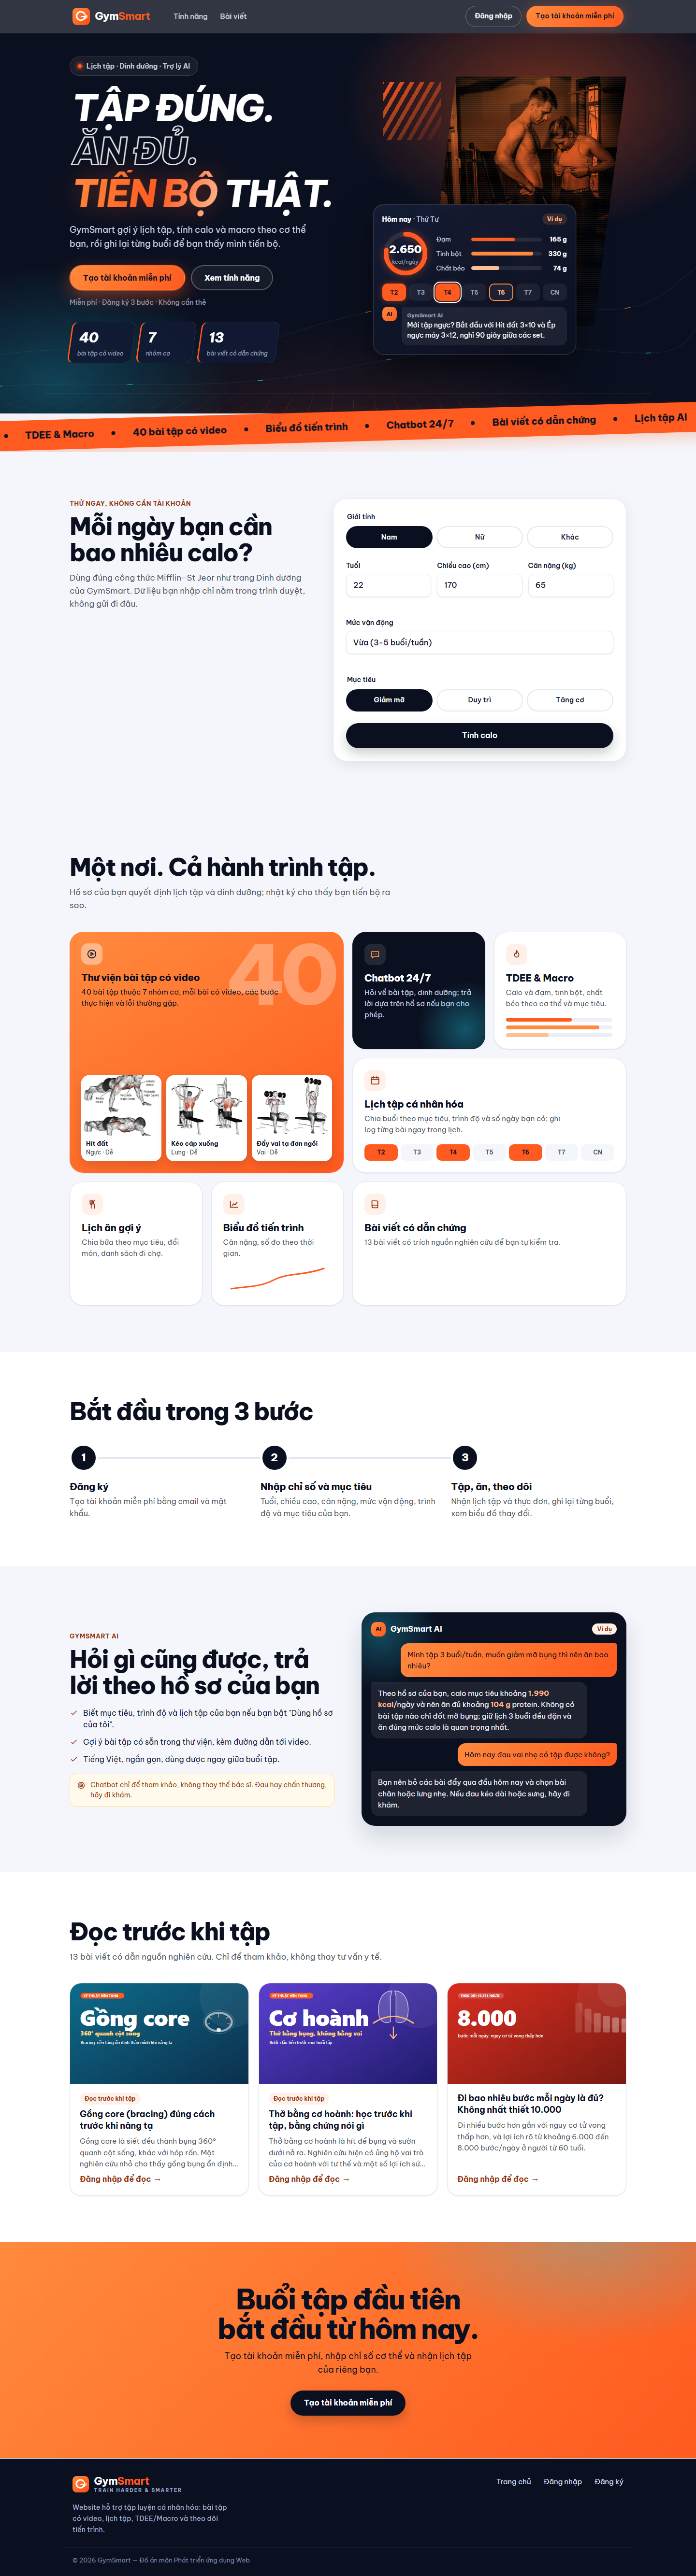 GymSmart
Tính năng
Bài viết
Đăng nhập
Tạo tài khoản miễn phí
Lịch tập · Dinh dưỡng · Trợ lý AI
TẬP ĐÚNG.
ĂN ĐỦ.
TIẾN BỘ THẬT.
GymSmart gợi ý lịch tập, tính calo và macro theo cơ thể
bạn, rồi ghi lại từng buổi để bạn thấy mình tiến bộ.
Tạo tài khoản miễn phí
Xem tính năng
Miễn phí · Đăng ký 3 bước · Không cần thẻ
40
bài tập có video
7
nhóm cơ
13
bài viết có dẫn chứng
Hôm nay · Thứ Tư
Ví dụ
2.650
kcal/ngày
Đạm
165 g
Tinh bột
330 g
Chất béo
74 g
T2
T3
T4
T5
T6
T7
CN
AI
GymSmart AI
Mới tập ngực? Bắt đầu với Hít đất 3×10 và Ép
ngực máy 3×12, nghỉ 90 giây giữa các set.
TDEE & Macro
40 bài tập có video
Biểu đồ tiến trình
Chatbot 24/7
Bài viết có dẫn chứng
Lịch tập AI
THỬ NGAY, KHÔNG CẦN TÀI KHOẢN
Mỗi ngày bạn cần
bao nhiêu calo?
Dùng đúng công thức Mifflin–St Jeor như trang Dinh dưỡng
của GymSmart. Dữ liệu bạn nhập chỉ nằm trong trình duyệt,
không gửi đi đâu.
Giới tính
Nam
Nữ
Khác
Tuổi
Chiều cao (cm)
Cân nặng (kg)
22
170
65
Mức vận động
Vừa (3-5 buổi/tuần)
Mục tiêu
Giảm mỡ
Duy trì
Tăng cơ
Tính calo
Một nơi. Cả hành trình tập.
Hồ sơ của bạn quyết định lịch tập và dinh dưỡng; nhật ký cho thấy bạn tiến bộ ra
sao.
40
Thư viện bài tập có video
40 bài tập thuộc 7 nhóm cơ, mỗi bài có video, các bước
thực hiện và lỗi thường gặp.
Hít đất
Ngực · Dễ
Kéo cáp xuống
Lưng · Dễ
Đẩy vai tạ đơn ngồi
Vai · Dễ
Chatbot 24/7
Hỏi về bài tập, dinh dưỡng; trả
lời dựa trên hồ sơ nếu bạn cho
phép.
TDEE & Macro
Calo và đạm, tinh bột, chất
béo theo cơ thể và mục tiêu.
Lịch tập cá nhân hóa
Chia buổi theo mục tiêu, trình độ và số ngày bạn có; ghi
log từng bài ngay trong lịch.
T2
T3
T4
T5
T6
T7
CN
Lịch ăn gợi ý
Chia bữa theo mục tiêu, đổi
món, danh sách đi chợ.
Biểu đồ tiến trình
Cân nặng, số đo theo thời
gian.
Bài viết có dẫn chứng
13 bài viết có trích nguồn nghiên cứu để bạn tự kiểm tra.
Bắt đầu trong 3 bước
1
2
3
Đăng ký
Tạo tài khoản miễn phí bằng email và mật
khẩu.
Nhập chỉ số và mục tiêu
Tuổi, chiều cao, cân nặng, mức vận động, trình
độ và mục tiêu của bạn.
Tập, ăn, theo dõi
Nhận lịch tập và thực đơn, ghi lại từng buổi,
xem biểu đồ thay đổi.
GYMSMART AI
Hỏi gì cũng được, trả
lời theo hồ sơ của bạn
Biết mục tiêu, trình độ và lịch tập của bạn nếu bạn bật "Dùng hồ sơ
của tôi".
Gợi ý bài tập có sẵn trong thư viện, kèm đường dẫn tới video.
Tiếng Việt, ngắn gọn, dùng được ngay giữa buổi tập.
Chatbot chỉ để tham khảo, không thay thế bác sĩ. Đau hay chấn thương,
hãy đi khám.
AI
GymSmart AI
Ví dụ
Mình tập 3 buổi/tuần, muốn giảm mỡ bụng thì nên ăn bao
nhiêu?
Theo hồ sơ của bạn, calo mục tiêu khoảng 1.990
kcal/ngày và nên ăn đủ khoảng 104 g protein. Không có
bài tập nào chỉ đốt mỡ bụng; giữ lịch 3 buổi đều đặn và
ăn đúng mức calo là quan trọng nhất.
Hôm nay đau vai nhẹ có tập được không?
Bạn nên bỏ các bài đẩy qua đầu hôm nay và chọn bài
chân hoặc lưng nhẹ. Nếu đau kéo dài hoặc sưng, hãy đi
khám.
Đọc trước khi tập
13 bài viết có dẫn nguồn nghiên cứu. Chỉ để tham khảo, không thay tư vấn y tế.
KỸ THUẬT NỀN TẢNG
Gồng core
360° quanh cột sống
Bracing: nền tảng ổn định thân mình khi nâng tạ
Đọc trước khi tập
Gồng core (bracing) đúng cách
trước khi nâng tạ
Gồng core là siết đều thành bụng 360°
quanh cột sống, khác với hóp rốn. Một
nghiên cứu nhỏ cho thấy gồng bụng ổn định...
Đăng nhập để đọc →
KỸ THUẬT NỀN TẢNG
Cơ hoành
Thở bằng bụng, không bằng vai
Bước đầu tiên trước mọi buổi tập
Đọc trước khi tập
Thở bằng cơ hoành: học trước khi
tập, bằng chứng nói gì
Thở bằng cơ hoành là hít để bụng và sườn
dưới nở ra. Nghiên cứu hiện có ủng hộ vai trò
của cơ hoành với tư thế và một số lợi ích sứ...
Đăng nhập để đọc →
8.000
bước mỗi ngày: nguy cơ tử vong thấp hơn
Đi bao nhiêu bước mỗi ngày là đủ?
Không nhất thiết 10.000
Đi nhiều bước hơn gắn với nguy cơ tử vong
thấp hơn, và lợi ích rõ từ khoảng 6.000 đến
8.000 bước/ngày ở người từ 60 tuổi.
Đăng nhập để đọc →
Buổi tập đầu tiên
bắt đầu từ hôm nay.
Tạo tài khoản miễn phí, nhập chỉ số cơ thể và nhận lịch tập
của riêng bạn.
Tạo tài khoản miễn phí
GymSmart
TRAIN HARDER & SMARTER
Trang chủ
Đăng nhập
Đăng ký
Website hỗ trợ tập luyện cá nhân hóa: bài tập
có video, lịch tập, TDEE/Macro và theo dõi
tiến trình.
© 2026 GymSmart — Đồ án môn Phát triển ứng dụng Web.